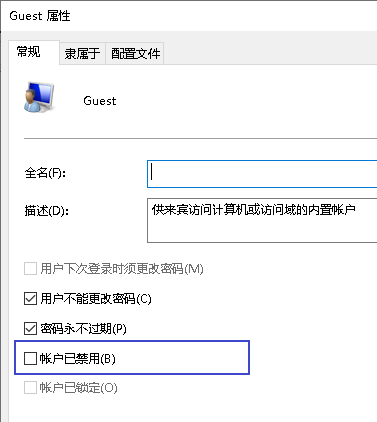 Guest 属性
常规 隶属于 配置文件
Guest
全名(F):
描述(D): 供来宾访问计算机或访问域的内置帐户
用户下次登录时须更改密码(M)
用户不能更改密码(C)
密码永不过期(P)
帐户已禁用(B)
帐户已锁定(O)